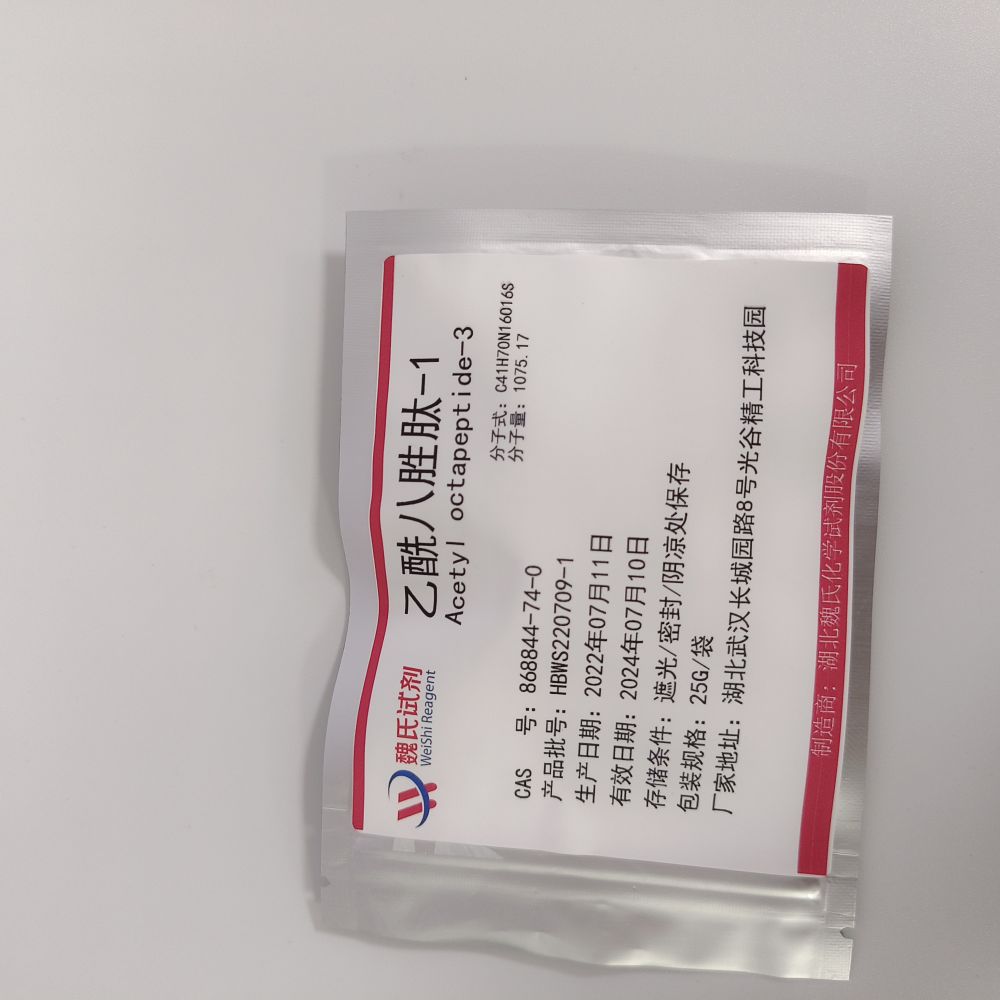 魏氏试剂
WeiShi Reagent
乙酰八胜肽-1
Acetyl octapeptide-3
分子式：C41H70N16O16S
分子量：1075.17
CAS 号：868844-74-0
产品批号：HBWS220709-1
生产日期：2022年07月11日
有效日期：2024年07月10日
存储条件：遮光/密封/阴凉处保存
包装规格：25G/袋
厂家地址：湖北武汉长城园路8号光谷精工科技园
制造商：湖北魏氏化学试剂股份有限公司